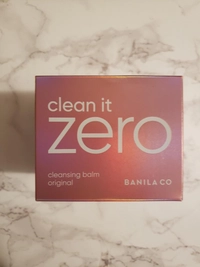 clean it
zero
cleansing balm
original
BANILA CO